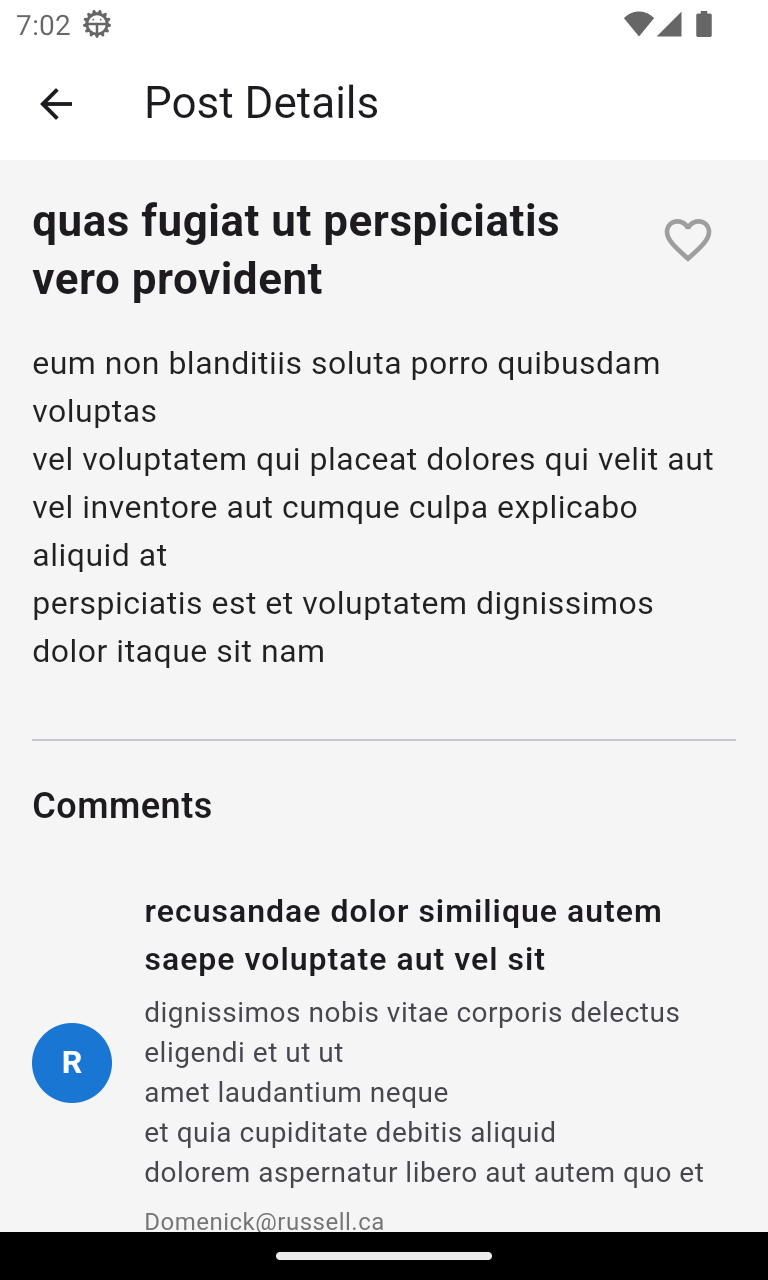 7:02
Post Details
quas fugiat ut perspiciatis
vero provident
eum non blanditiis soluta porro quibusdam
voluptas
vel voluptatem qui placeat dolores qui velit aut
vel inventore aut cumque culpa explicabo
aliquid at
perspiciatis est et voluptatem dignissimos
dolor itaque sit nam
Comments
recusandae dolor similique autem
saepe voluptate aut vel sit
dignissimos nobis vitae corporis delectus
eligendi et ut ut
R
amet laudantium neque
et quia cupiditate debitis aliquid
dolorem aspernatur libero aut autem quo et
Domenick@russell.ca